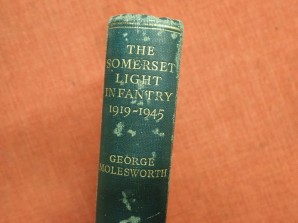 THE
SOMERSET
LIGHT
INFANTRY
1919-1945
GEORGE
MOLESWORTH